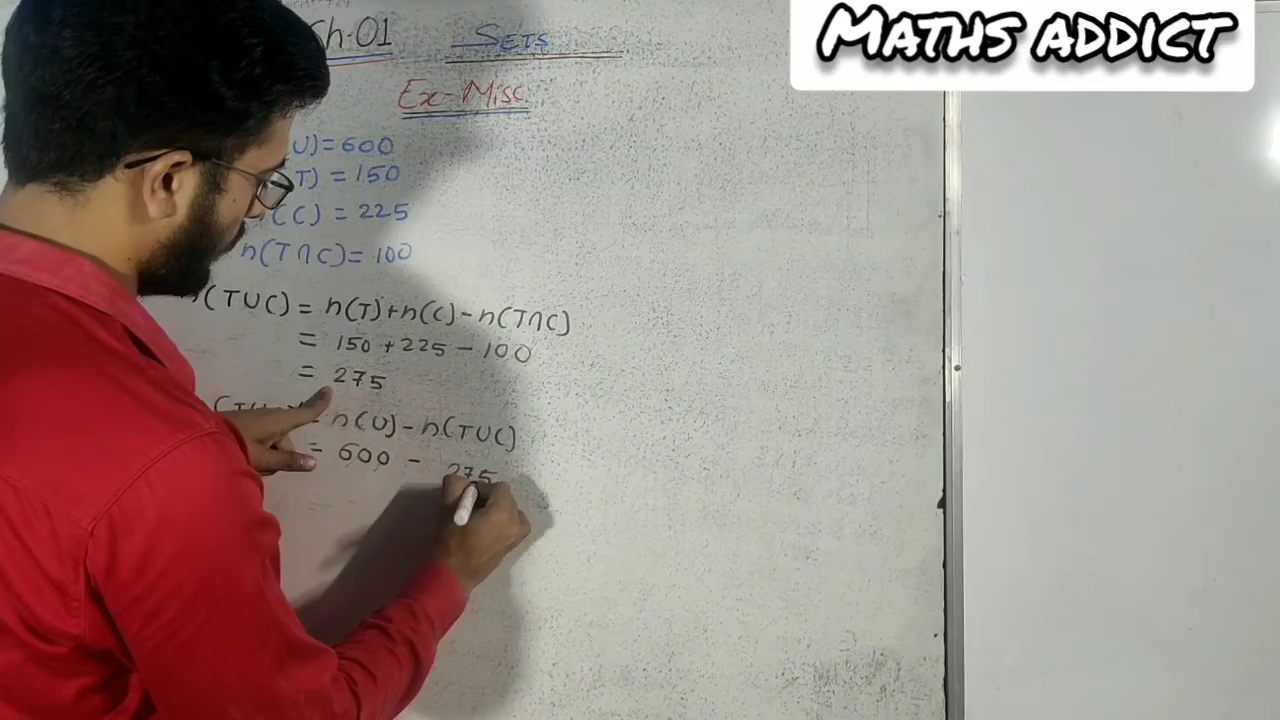 MATHS ADDICT
Ch.01 SETS
Ex-Misc.
U)=600
T) = 150
n(C) = 225
n(T∩C)= 100
n(T∪C) = n(T)+n(C)-n(T∩C)
= 150 +225 - 100
= 275
= n(U) - n(T∪C)
= 600 - 275